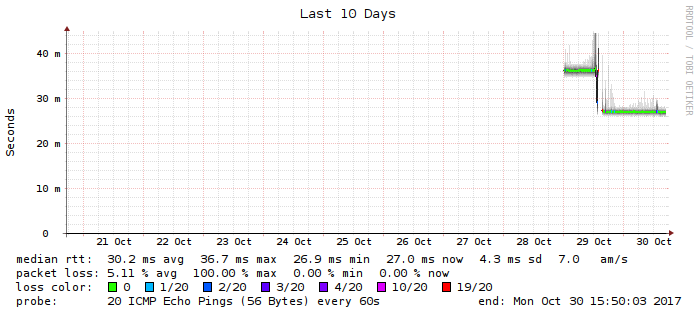 Last 10 Days
RRDTOOL / TOBI OETIKER
Seconds
40 m
30 m
20 m
10 m
0
21 Oct 22 Oct 23 Oct 24 Oct 25 Oct 26 Oct 27 Oct 28 Oct 29 Oct 30 Oct
median rtt: 30.2 ms avg 36.7 ms max 26.9 ms min 27.0 ms now 4.3 ms sd 7.0 am/s
packet loss: 5.11 % avg 100.00 % max 0.00 % min 0.00 % now
loss color: 0 1/20 2/20 3/20 4/20 10/20 19/20
probe: 20 ICMP Echo Pings (56 Bytes) every 60s end: Mon Oct 30 15:50:03 2017